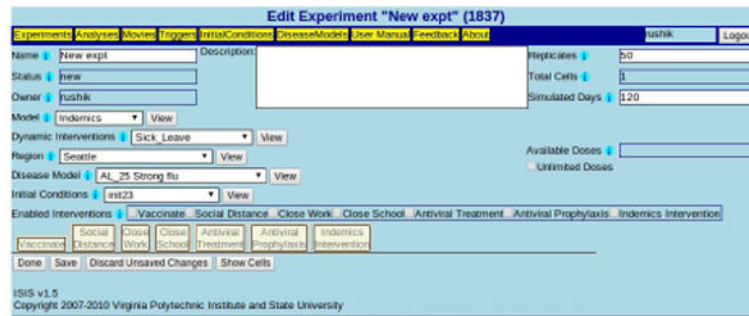 Edit Experiment "New expt" (1837)
Experiments Analyses Movies Triggers InitialConditions DiseaseModels User Manual Feedback About rushik Logou
Name i New expt Description: Replicates i 50
Status i new Total Cells i 1
Owner i rushik Simulated Days i 120
Model i Indemics View
Dynamic Interventions i Sick_Leave View
Region i Seattle View Available Doses i
Disease Model i AL_25 Strong flu View Unlimited Doses
Initial Conditions i init23 View
Enabled Interventions i Vaccinate Social Distance Close Work Close School Antiviral Treatment Antiviral Prophylaxis Indemics Intervention
Vaccinate Social Distance Close Work Close School Antiviral Treatment Antiviral Prophylaxis Indemics Intervention
Done Save Discard Unsaved Changes Show Cells
ISIS v1.5
Copyright 2007-2010 Virginia Polytechnic Institute and State University